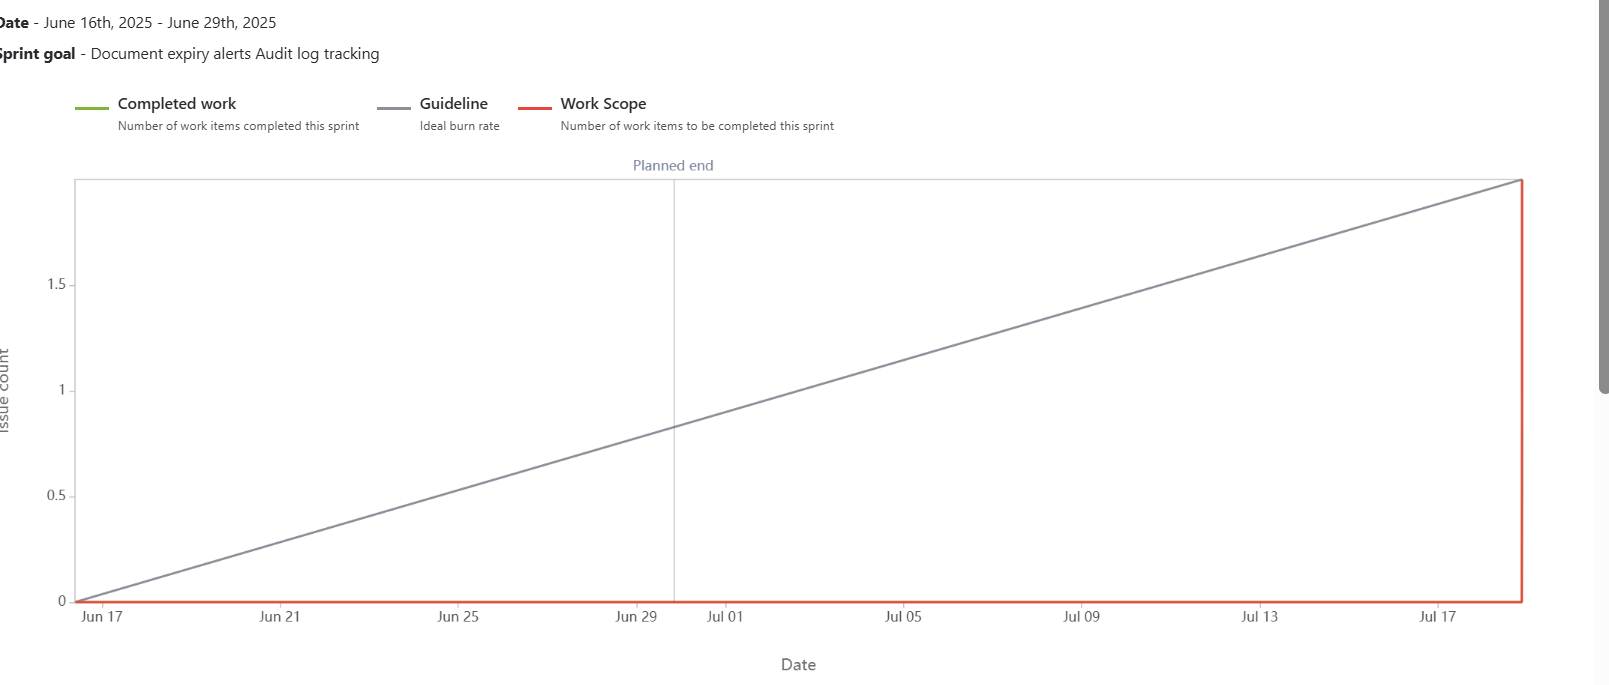 Date - June 16th, 2025 - June 29th, 2025
Sprint goal - Document expiry alerts Audit log tracking
Completed work
Number of work items completed this sprint
Guideline
Ideal burn rate
Work Scope
Number of work items to be completed this sprint
Planned end
1.5
1
0.5
0
Issue count
Jun 17 Jun 21 Jun 25 Jun 29 Jul 01 Jul 05 Jul 09 Jul 13 Jul 17
Date